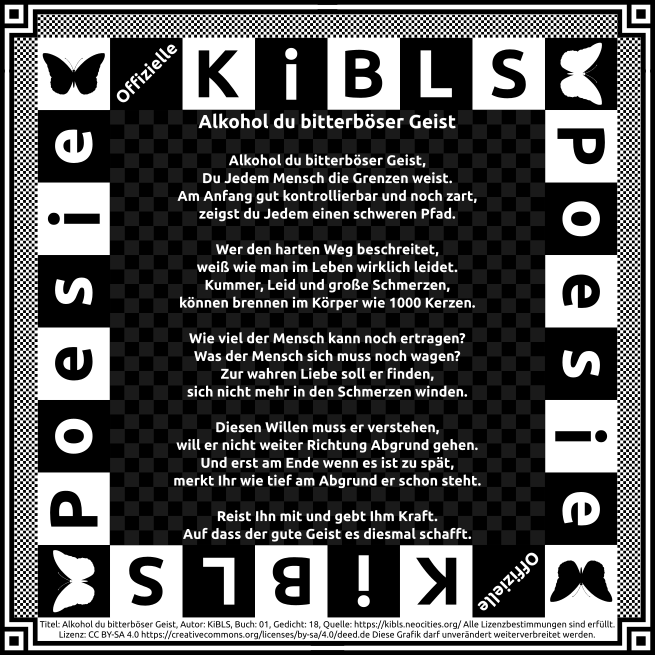 Offizielle KiBLS
Poesie
Poesie
Alkohol du bitterböser Geist
Alkohol du bitterböser Geist,
Du Jedem Mensch die Grenzen weist.
Am Anfang gut kontrollierbar und noch zart,
zeigst du Jedem einen schweren Pfad.
Wer den harten Weg beschreitet,
weiß wie man im Leben wirklich leidet.
Kummer, Leid und große Schmerzen,
können brennen im Körper wie 1000 Kerzen.
Wie viel der Mensch kann noch ertragen?
Was der Mensch sich muss noch wagen?
Zur wahren Liebe soll er finden,
sich nicht mehr in den Schmerzen winden.
Diesen Willen muss er verstehen,
will er nicht weiter Richtung Abgrund gehen.
Und erst am Ende wenn es ist zu spät,
merkt Ihr wie tief am Abgrund er schon steht.
Reist Ihn mit und gebt Ihm Kraft.
Auf dass der gute Geist es diesmal schafft.
Offizielle KiBLS
Titel: Alkohol du bitterböser Geist, Autor: KiBLS, Buch: 01, Gedicht: 18, Quelle: https://kibls.neocities.org/ Alle Lizenzbestimmungen sind erfüllt.
Lizenz: CC BY-SA 4.0 https://creativecommons.org/licenses/by-sa/4.0/deed.de Diese Grafik darf unverändert weiterverbreitet werden.